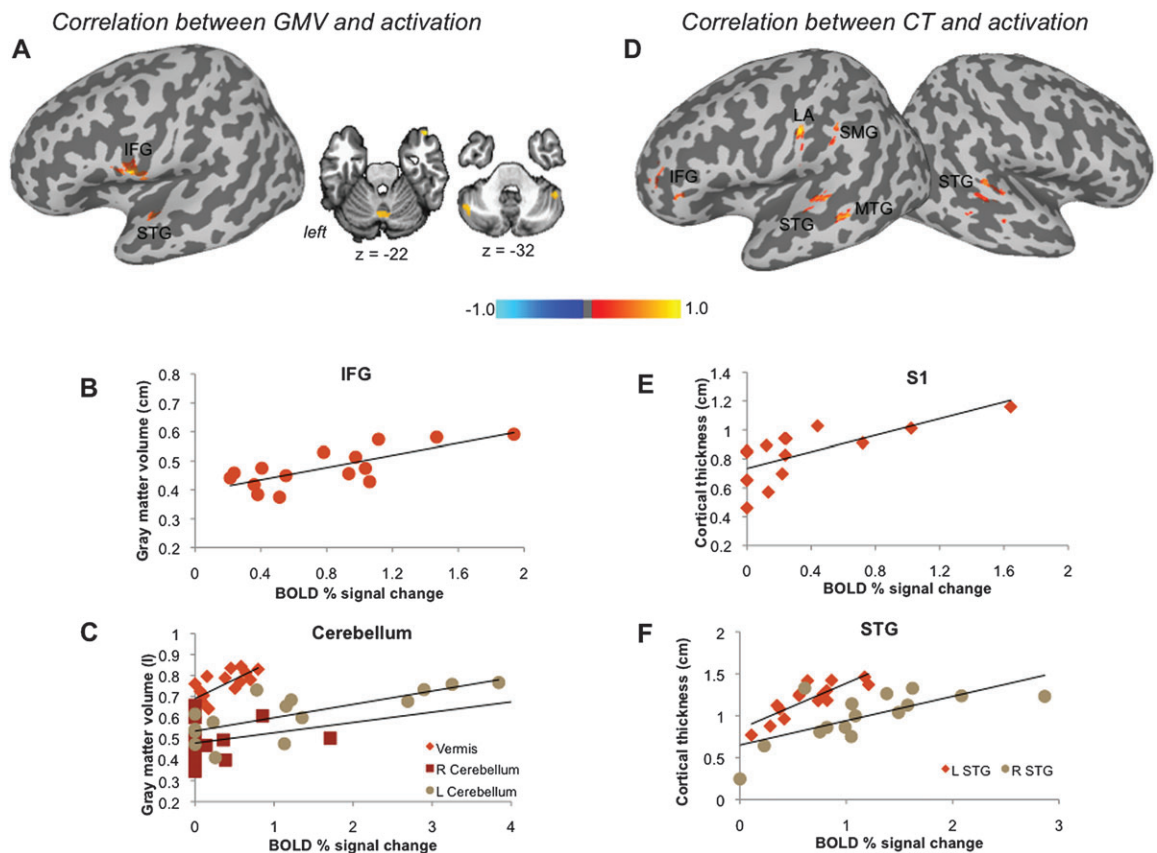 Correlation between GMV and activation
Correlation between CT and activation
A
IFG
STG
left
z = -22
z = -32
D
LA
SMG
IFG
STG
MTG
STG
-1.0
1.0
B
IFG
Gray matter volume (cm)
0.8
0.7
0.6
0.5
0.4
0.3
0.2
0
0.4
0.8
1.2
1.6
2
BOLD % signal change
E
S1
Cortical thickness (cm)
1.4
1.2
1
0.8
0.6
0.4
0.2
0
0.4
0.8
1.2
1.6
2
BOLD % signal change
C
Cerebellum
Gray matter volume (l)
1
0.9
0.8
0.7
0.6
0.5
0.4
0.3
0.2
Vermis
R Cerebellum
L Cerebellum
0
1
2
3
4
BOLD % signal change
F
STG
Cortical thickness (cm)
2
1.5
1
0.5
0
L STG
R STG
0
1
2
3
BOLD % signal change